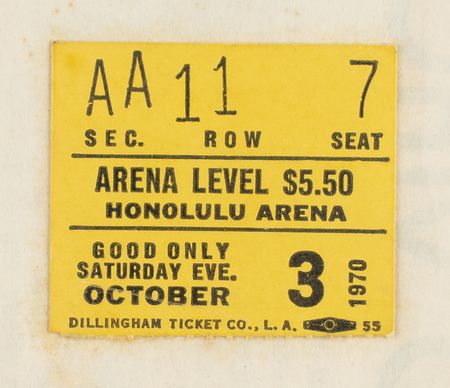 AA 11 7
SEC. ROW SEAT
ARENA LEVEL $5.50
HONOLULU ARENA
GOOD ONLY
SATURDAY EVE.
OCTOBER 3 1970
DILLINGHAM TICKET CO., L. A. 55